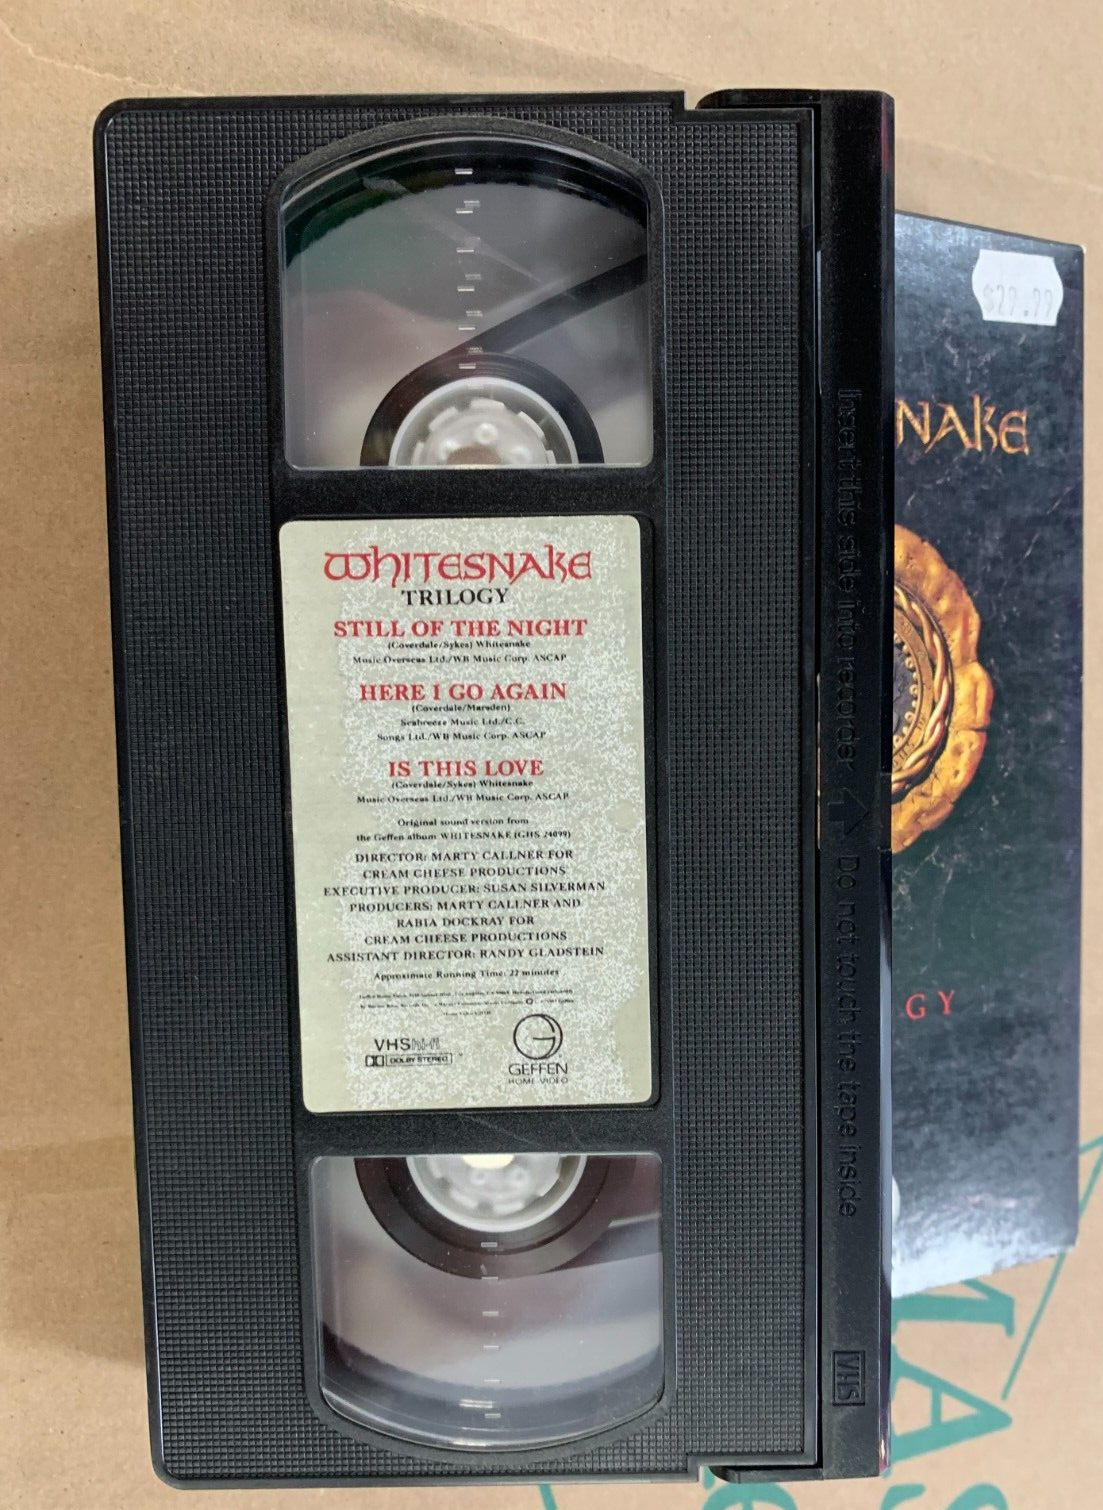 WHITESNAKE
TRILOGY
STILL OF THE NIGHT
(Coverdale/Sykes) Whitesnake
Music Overseas Ltd./WB Music Corp. ASCAP
HERE I GO AGAIN
(Coverdale/Marsden)
Seabreeze Music Ltd./C.C.
Songs Ltd./WB Music Corp. ASCAP
IS THIS LOVE
(Coverdale/Sykes) Whitesnake
Music Overseas Ltd./WB Music Corp. ASCAP
Original sound version from
the Geffen album WHITESNAKE (GHS 24099)
DIRECTOR: MARTY CALLNER FOR
CREAM CHEESE PRODUCTIONS
EXECUTIVE PRODUCER: SUSAN SILVERMAN
PRODUCERS: MARTY CALLNER AND
RABIA DOCKRAY FOR
CREAM CHEESE PRODUCTIONS
ASSISTANT DIRECTOR: RANDY GLADSTEIN
Approximate Running Time: 22 minutes
VHS hi-fi
DOLBY STEREO
GEFFEN
HOME VIDEO
Insert this side into recorder Do not touch the tape inside
VHS
$29.99
SNAKE
GY